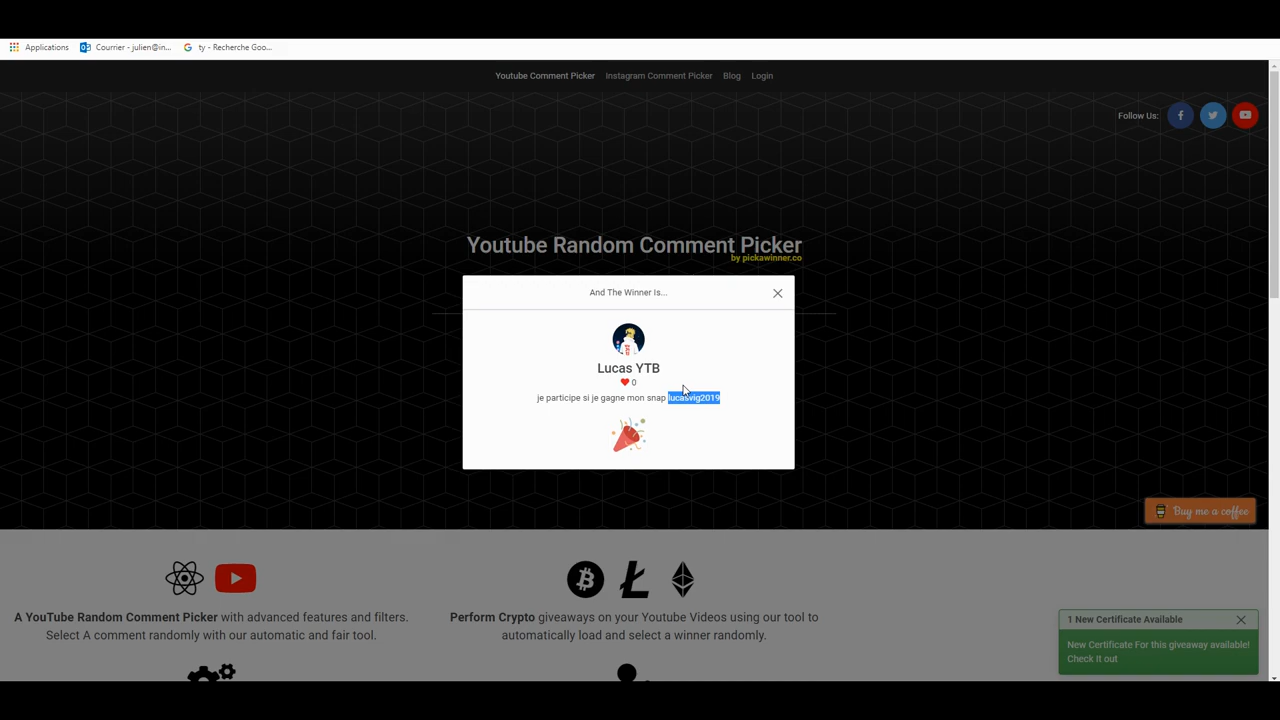 Applications
Courrier - julien@in...
ty - Recherche Goo...
Youtube Comment Picker
Instagram Comment Picker
Blog
Login
Follow Us:
Youtube Random Comment Picker
by pickawinner.co
And The Winner Is...
Lucas YTB
0
je participe si je gagne mon snap lucasvig2019
Buy me a coffee
A YouTube Random Comment Picker with advanced features and filters.
Select A comment randomly with our automatic and fair tool.
Perform Crypto giveaways on your Youtube Videos using our tool to
automatically load and select a winner randomly.
1 New Certificate Available
New Certificate For this giveaway available!
Check It out